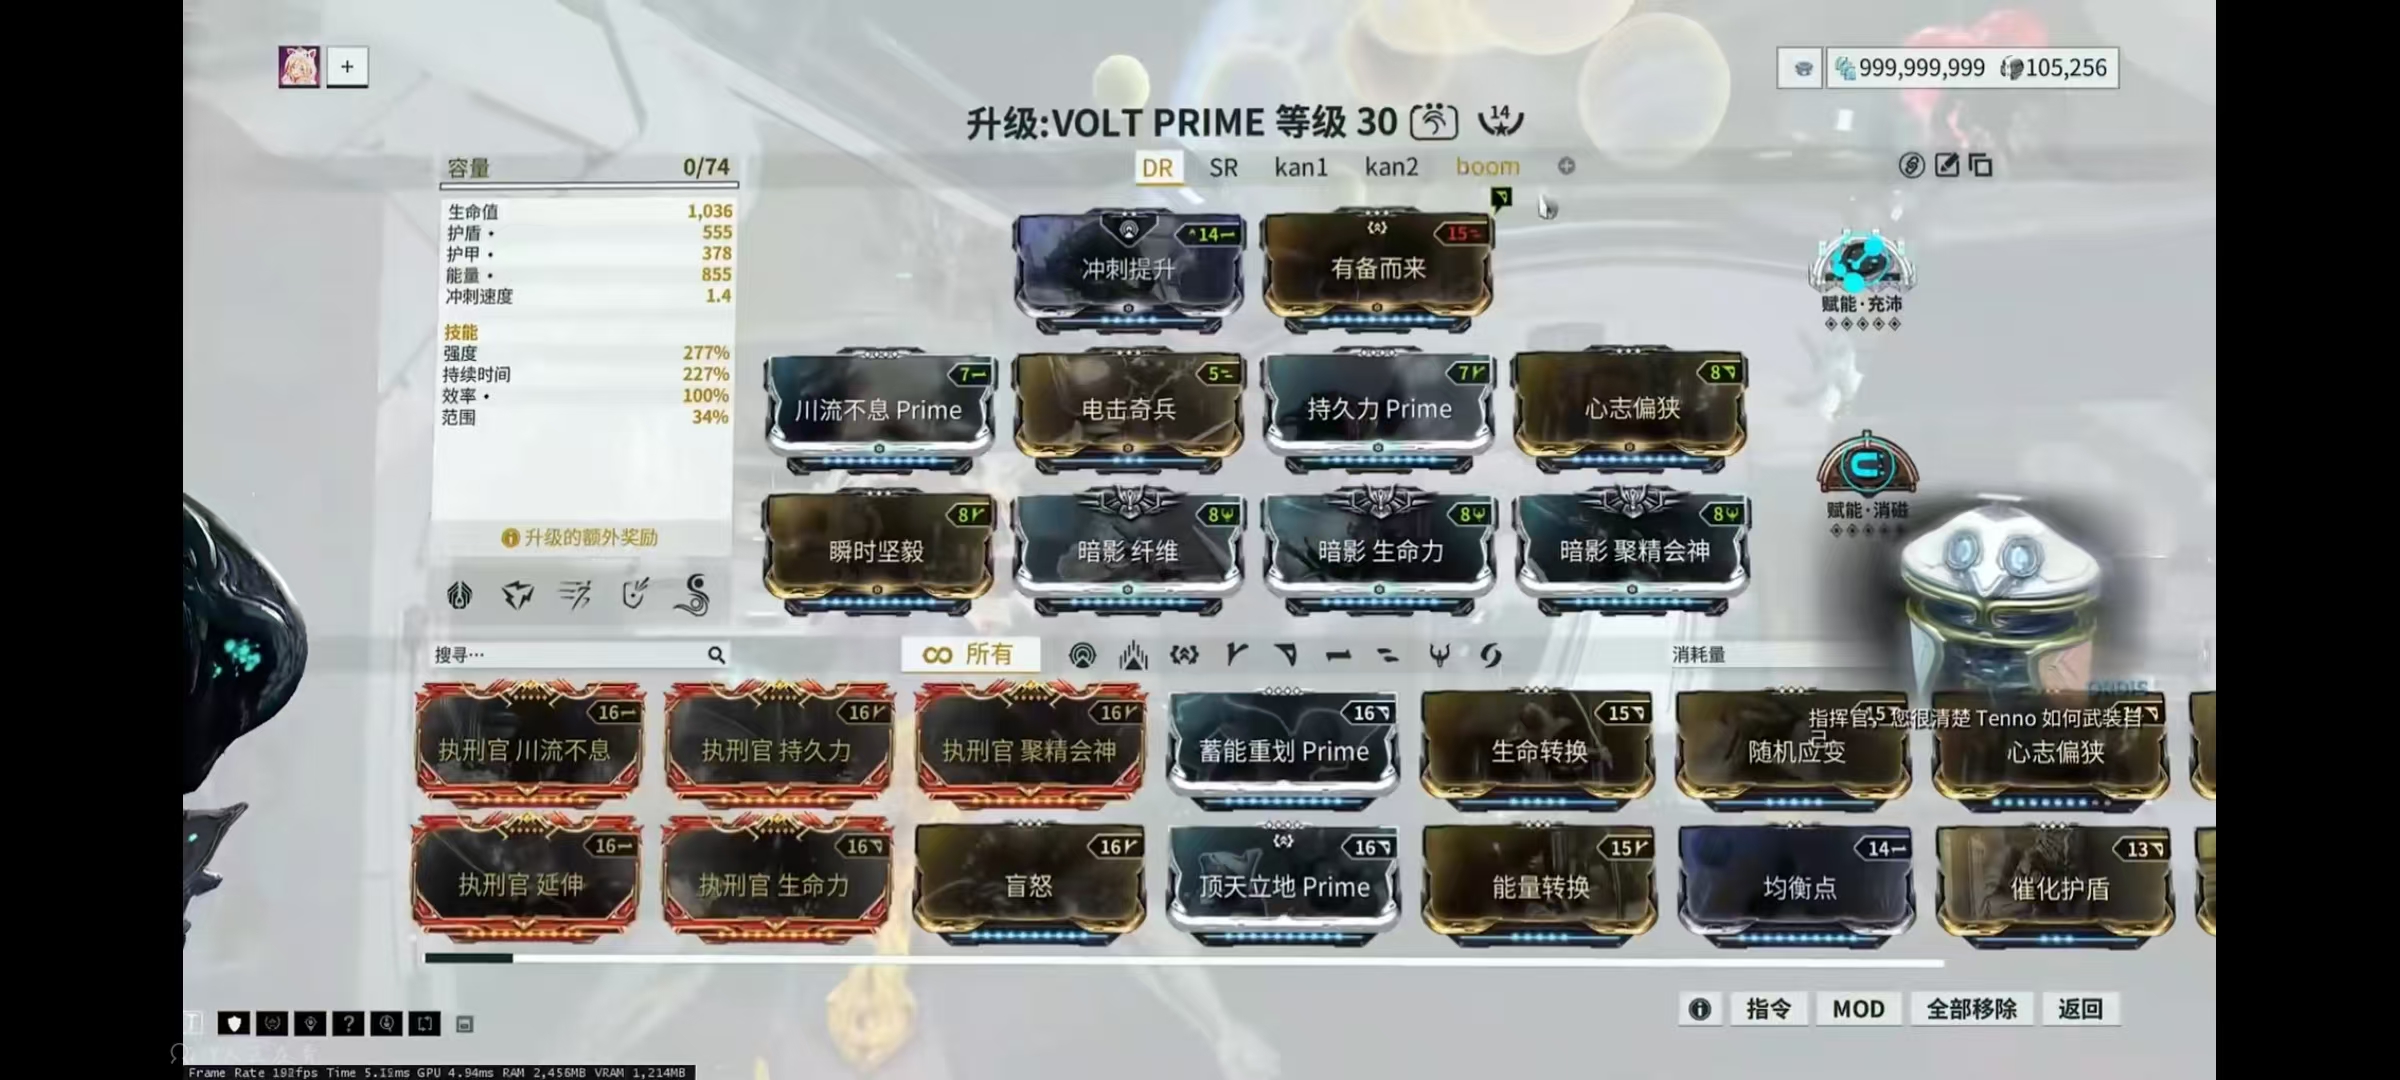 +
999,999,999 105,256
升级:VOLT PRIME 等级 30 14
DR SR kan1 kan2 boom
容量 0/74
生命值 1,036
护盾 • 555
护甲 • 378
能量 • 855
冲刺速度 1.4
技能
强度 277%
持续时间 227%
效率 • 100%
范围 34%
升级的额外奖励
14
冲刺提升
15
有备而来
赋能·充沛
7
川流不息 Prime
5
电击奇兵
7
持久力 Prime
8
心志偏狭
赋能·消磁
8
瞬时坚毅
8
暗影 纤维
8
暗影 生命力
8
暗影 聚精会神
搜寻…
所有
消耗量
ORDIS
指挥官，您很清楚 Tenno 如何武装自
己
16
执刑官 川流不息
16
执刑官 持久力
16
执刑官 聚精会神
16
蓄能重划 Prime
15
生命转换
15
随机应变
心志偏狭
16
执刑官 延伸
16
执刑官 生命力
16
盲怒
16
顶天立地 Prime
15
能量转换
14
均衡点
13
催化护盾
指令
MOD
全部移除
返回
Frame Rate 192fps Time 5.15ms GPU 4.94ms RAM 2,456MB VRAM 1,214MB